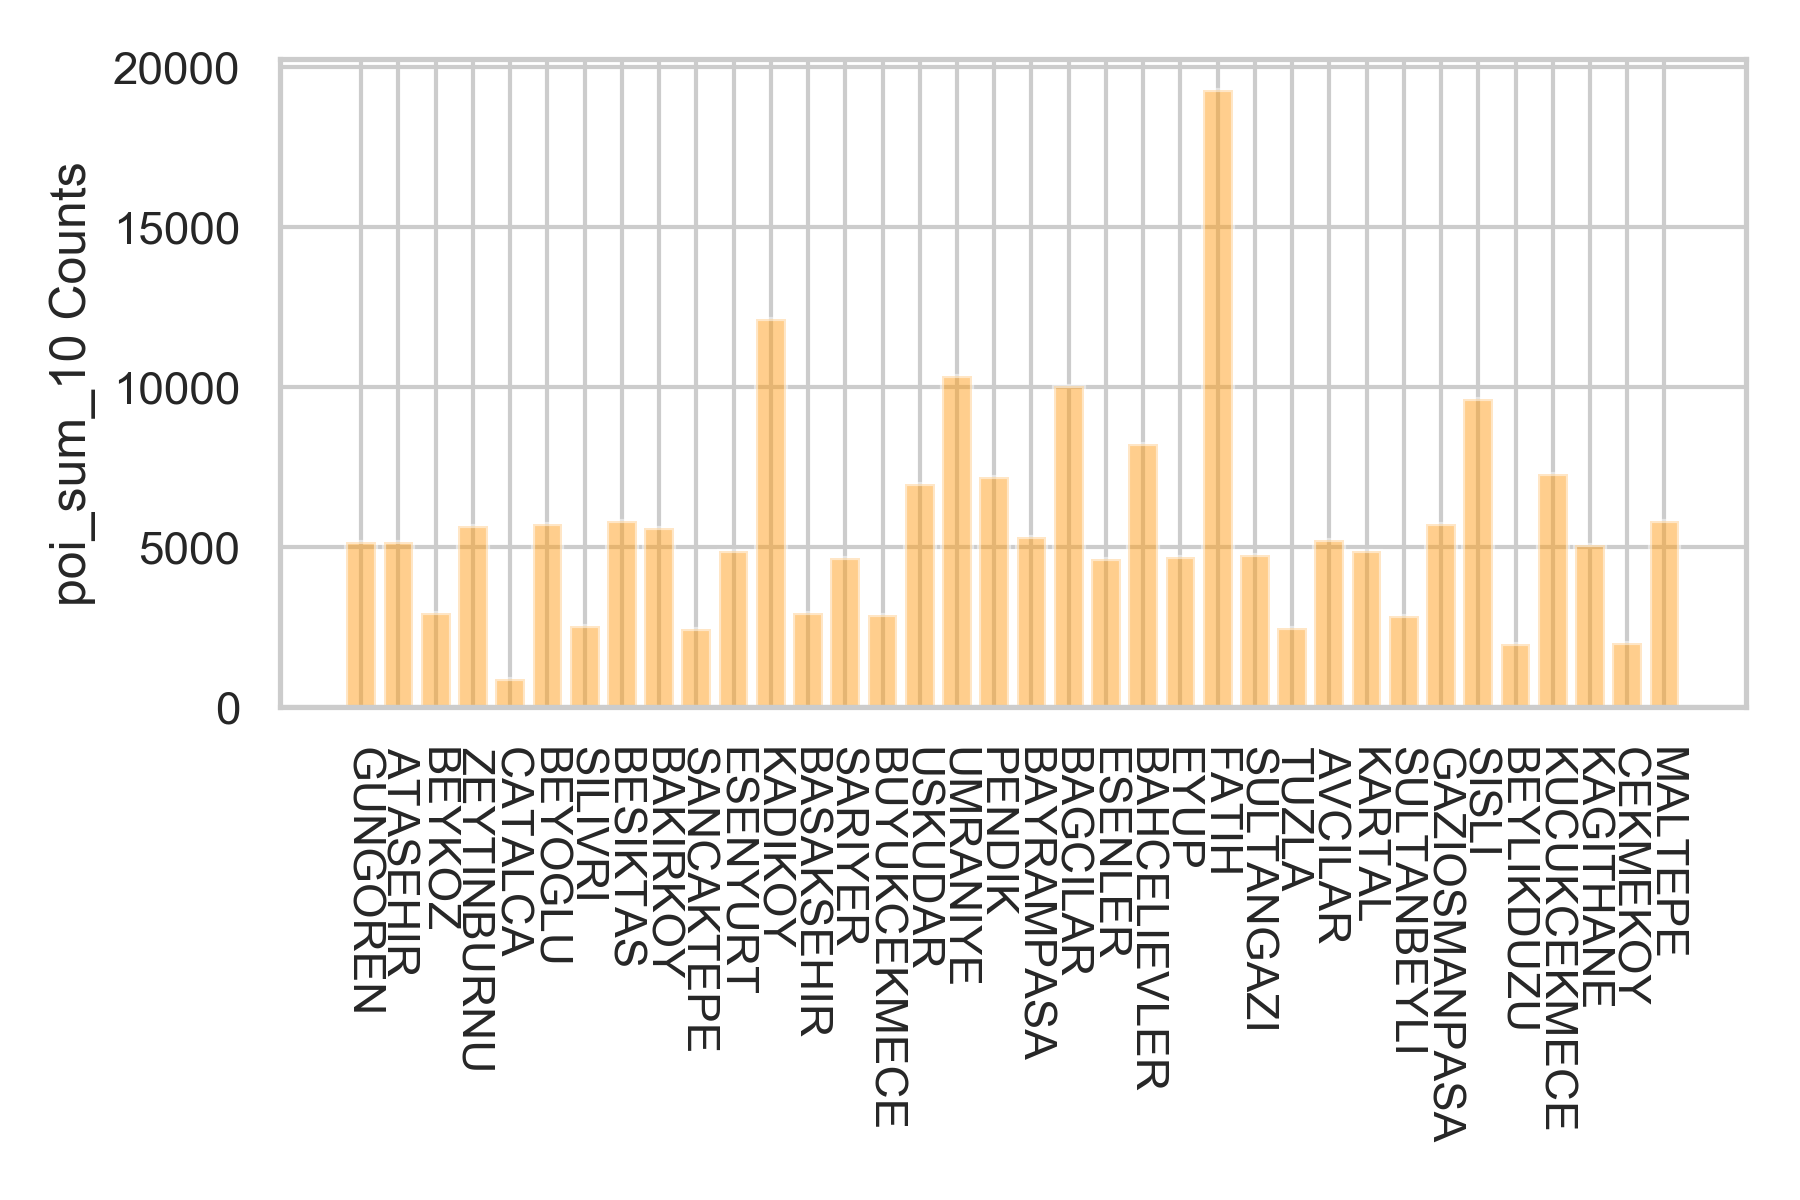 poi_sum_10 Counts
20000
15000
10000
5000
0
GUNGOREN
ATASEHIR
BEYKOZ
ZEYTINBURNU
CATALCA
BEYOGLU
SILIVRI
BESIKTAS
BAKIRKOY
SANCAKTEPE
ESENYURT
KADIKOY
BASAKSEHIR
SARIYER
BUYUKCEKMECE
USKUDAR
UMRANIYE
PENDIK
BAYRAMPASA
BAGCILAR
ESENLER
BAHCELIEVLER
EYUP
FATIH
SULTANGAZI
TUZLA
AVCILAR
KARTAL
SULTANBEYLI
GAZIOSMANPASA
SISLI
BEYLIKDUZU
KUCUKCEKMECE
KAGITHANE
CEKMEKOY
MALTEPE